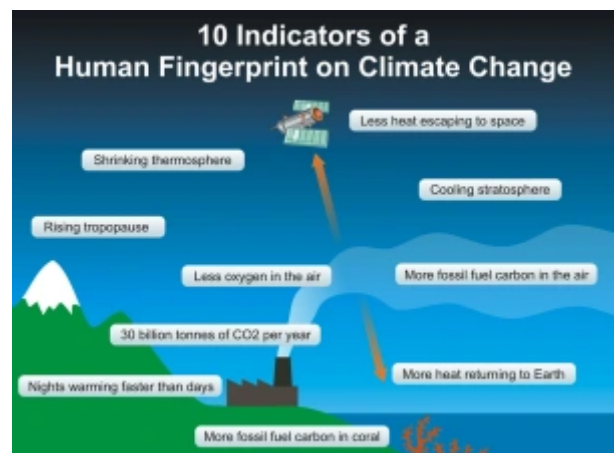 10 Indicators of a
Human Fingerprint on Climate Change
Less heat escaping to space
Shrinking thermosphere
Cooling stratosphere
Rising tropopause
Less oxygen in the air
More fossil fuel carbon in the air
30 billion tonnes of CO2 per year
More heat returning to Earth
Nights warming faster than days
More fossil fuel carbon in coral